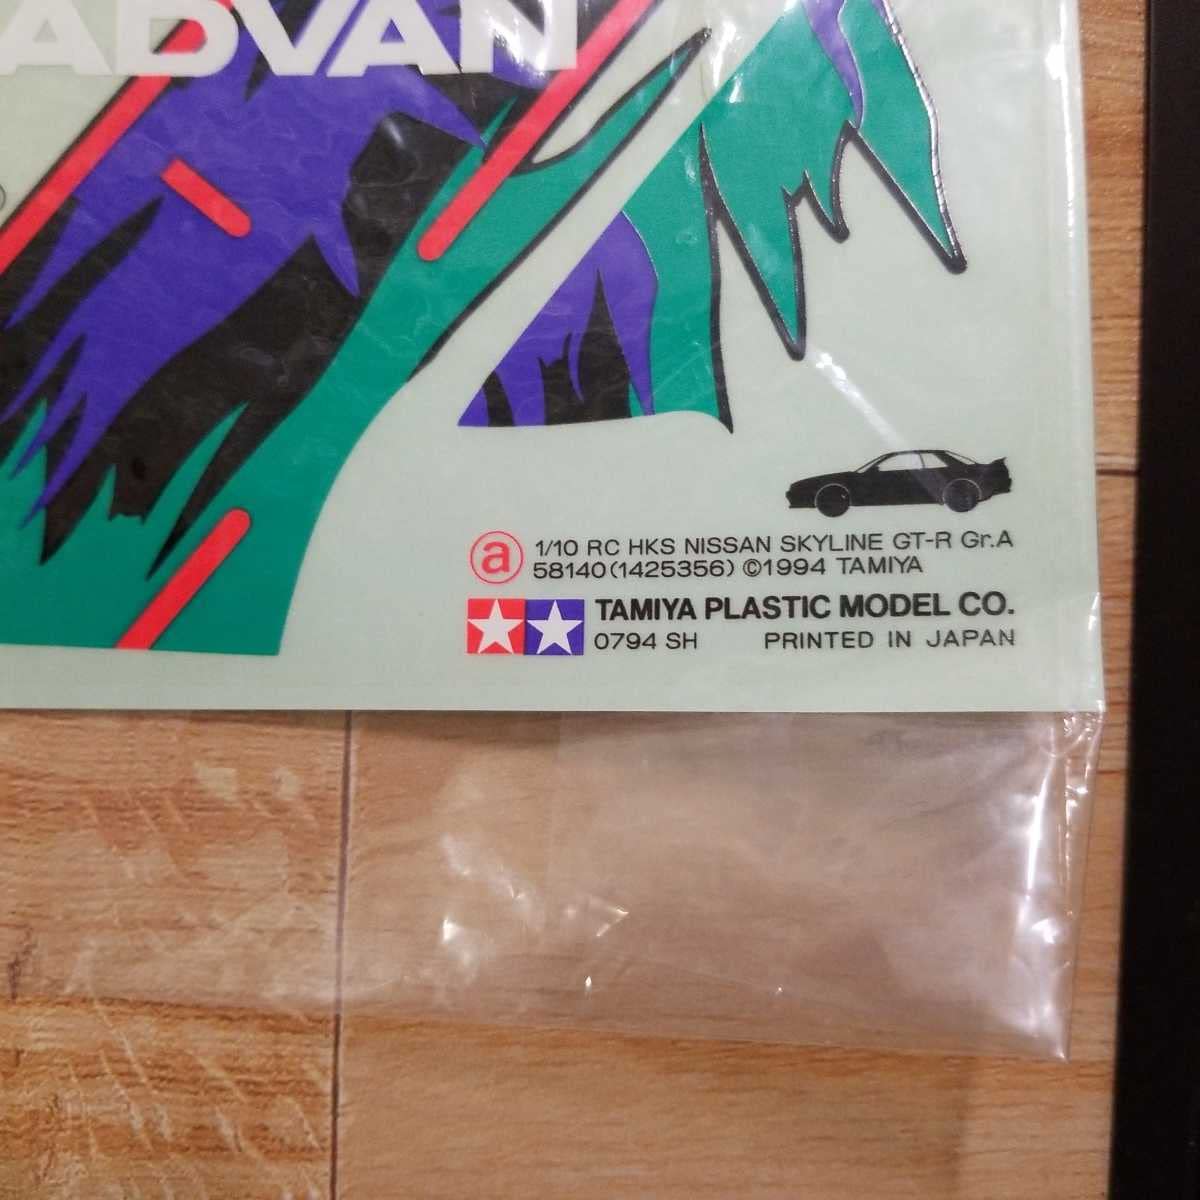 ADVAN
a 1/10 RC HKS NISSAN SKYLINE GT-R Gr.A
58140(1425356) ©1994 TAMIYA
TAMIYA PLASTIC MODEL CO.
0794 SH PRINTED IN JAPAN